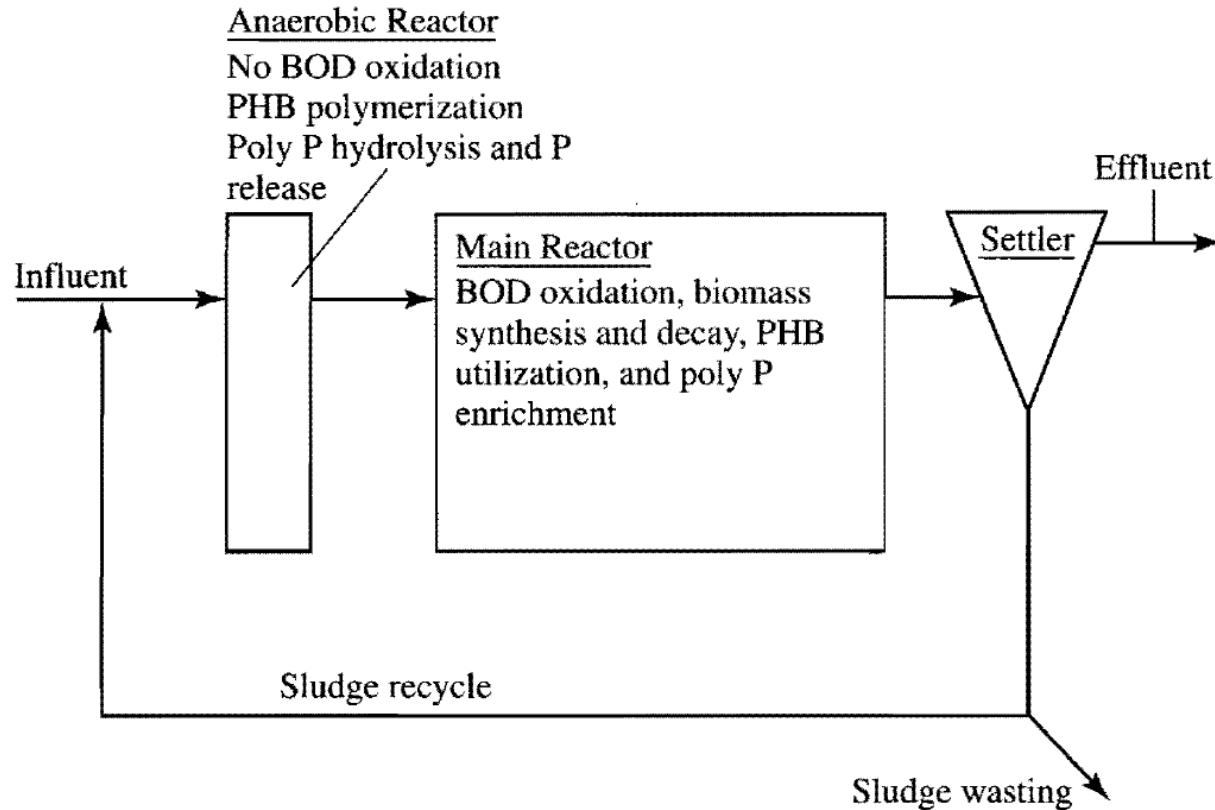 Anaerobic Reactor
No BOD oxidation
PHB polymerization
Poly P hydrolysis and P
release
Influent
Main Reactor
BOD oxidation, biomass
synthesis and decay, PHB
utilization, and poly P
enrichment
Settler
Effluent
Sludge recycle
Sludge wasting